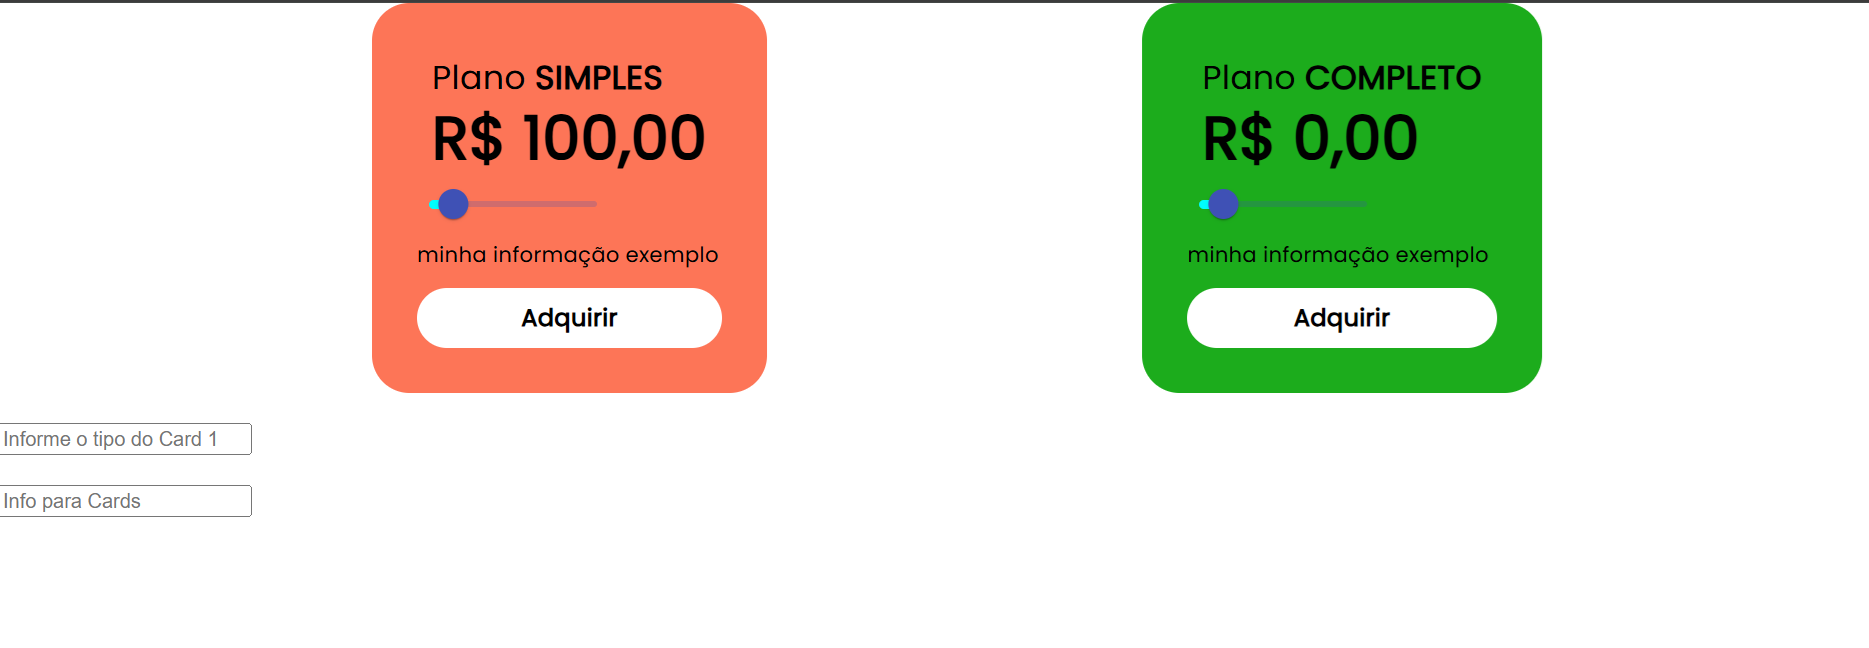 Plano SIMPLES
R$ 100,00
minha informação exemplo
Adquirir
Plano COMPLETO
R$ 0,00
minha informação exemplo
Adquirir
Informe o tipo do Card 1
Info para Cards